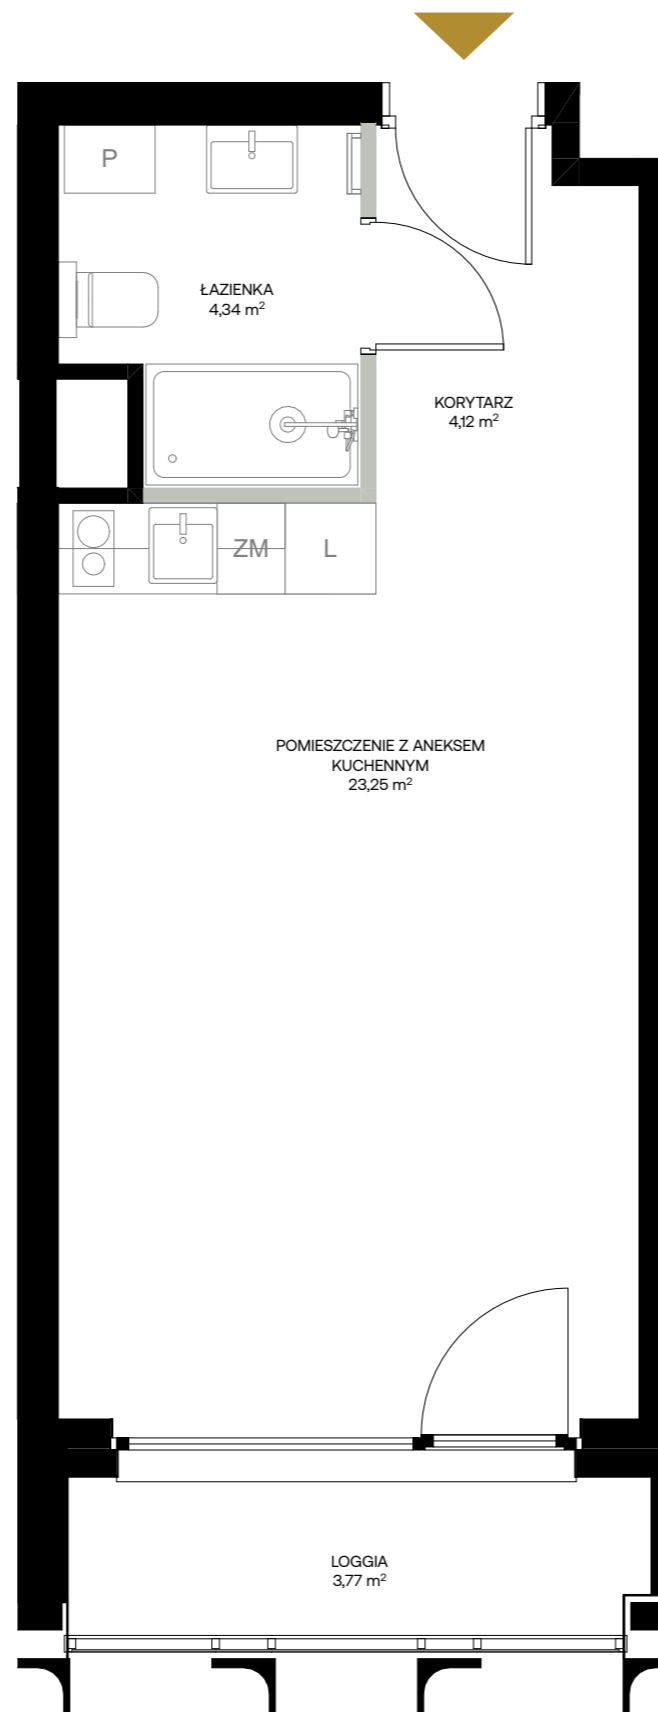 P
ŁAZIENKA
4,34 m²
KORYTARZ
4,12 m²
ZM
L
POMIESZCZENIE Z ANEKSEM
KUCHENNYM
23,25 m²
LOGGIA
3,77 m²